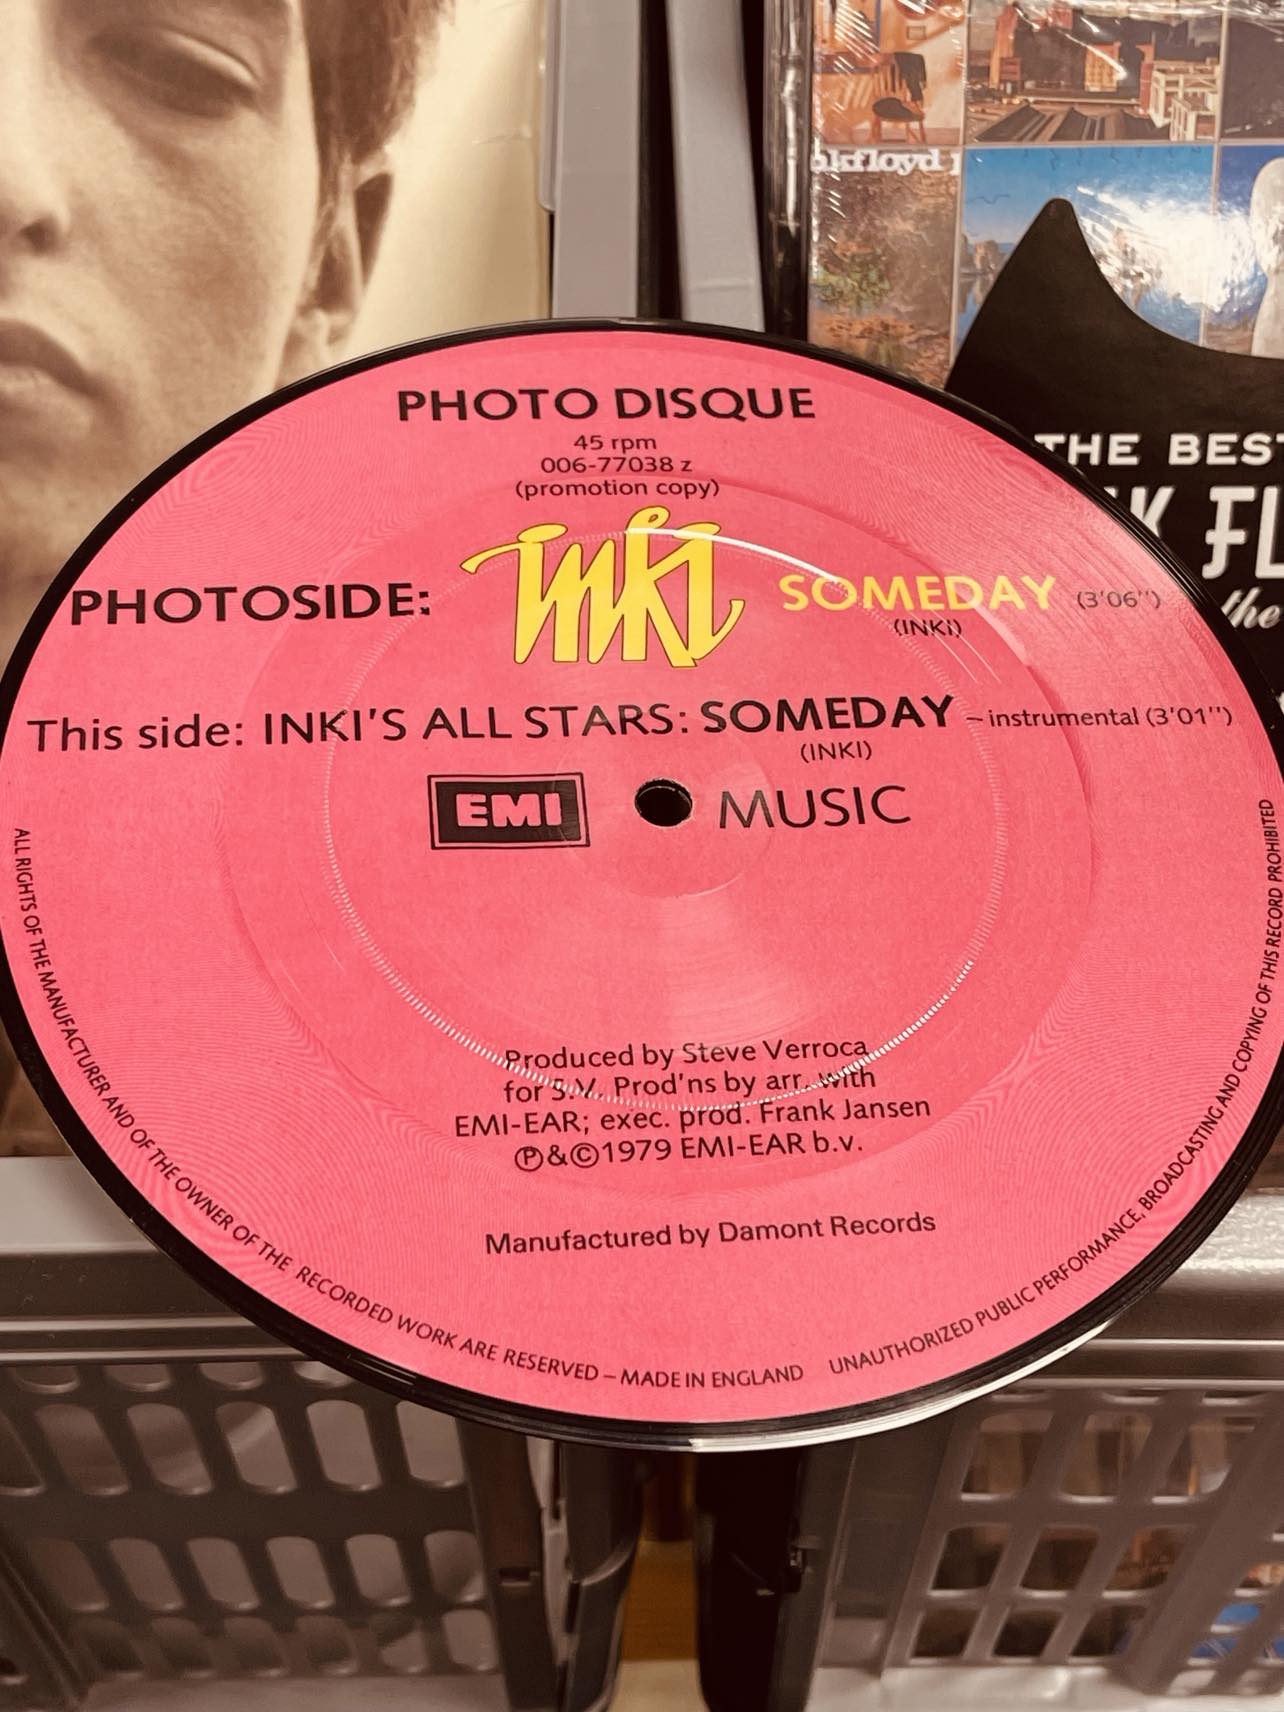 PHOTO DISQUE
45 rpm
006-77038 z
(promotion copy)
PHOTOSIDE: inki SOMEDAY (3'06'')
(INKI)
This side: INKI'S ALL STARS: SOMEDAY – instrumental (3'01'')
(INKI)
EMI MUSIC
Produced by Steve Verroca
for S.V. Prod'ns by arr. with
EMI-EAR; exec. prod. Frank Jansen
Ⓟ&©1979 EMI-EAR b.v.
Manufactured by Damont Records
ALL RIGHTS OF THE MANUFACTURER AND OF THE OWNER OF THE RECORDED WORK ARE RESERVED – MADE IN ENGLAND UNAUTHORIZED PUBLIC PERFORMANCE, BROADCASTING AND COPYING OF THIS RECORD PROHIBITED
nkfloyd
THE BEST
K FL
the